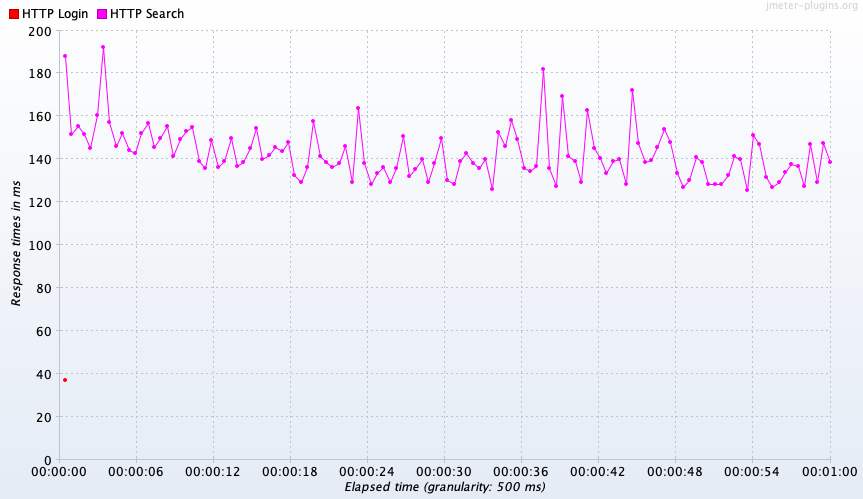 jmeter-plugins.org
HTTP Login HTTP Search
200
180
160
140
120
100
80
60
40
20
0
Response times in ms
00:00:00 00:00:06 00:00:12 00:00:18 00:00:24 00:00:30 00:00:36 00:00:42 00:00:48 00:00:54 00:01:00
Elapsed time (granularity: 500 ms)